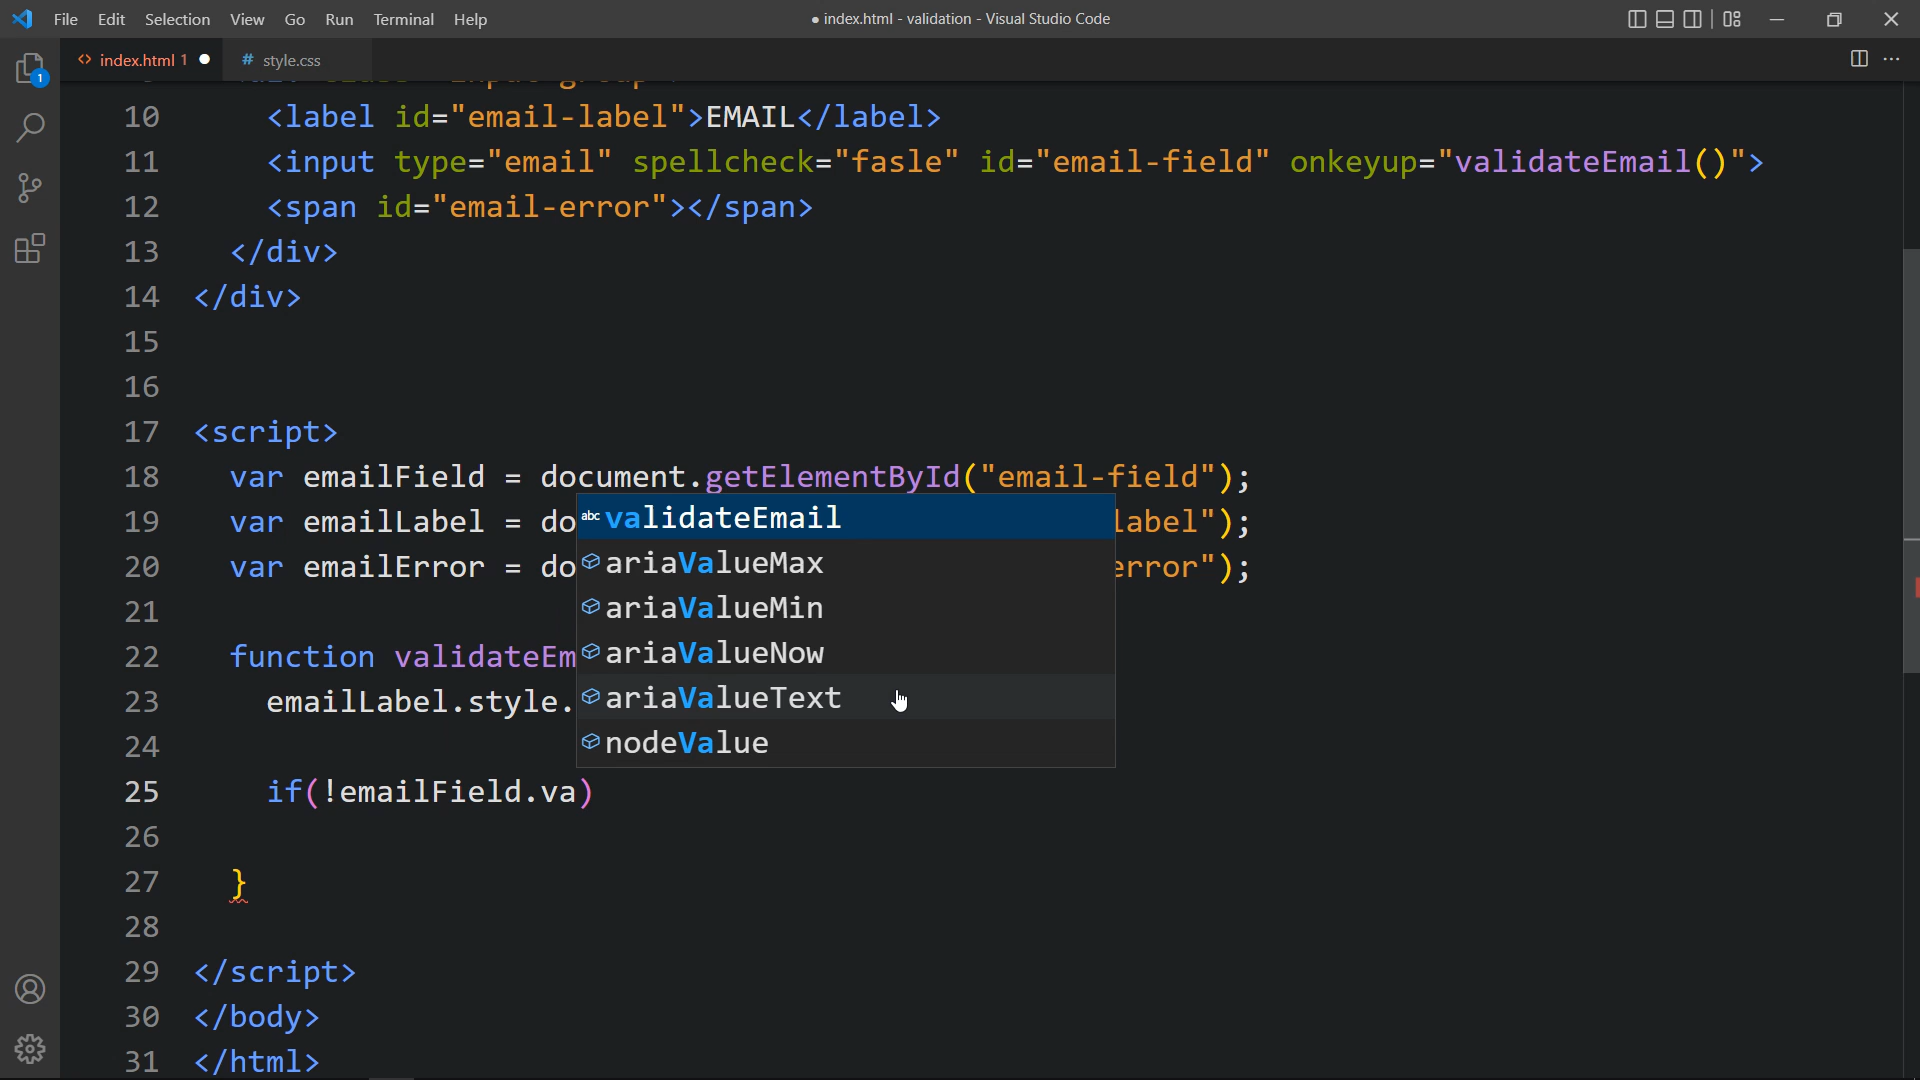 File Edit Selection View Go Run Terminal Help
● index.html - validation - Visual Studio Code
<> index.html 1 ●
# style.css
1
10 <label id="email-label">EMAIL</label>
11 <input type="email" spellcheck="fasle" id="email-field" onkeyup="validateEmail()">
12 <span id="email-error"></span>
13 </div>
14 </div>
15
16
17 <script>
18 var emailField = document.getElementById("email-field");
19 var emailLabel = do label");
20 var emailError = do error");
21
22 function validateEm
23 emailLabel.style.
24
25 if(!emailField.va)
26
27 }
28
29 </script>
30 </body>
31 </html>
abc validateEmail
ariaValueMax
ariaValueMin
ariaValueNow
ariaValueText
nodeValue